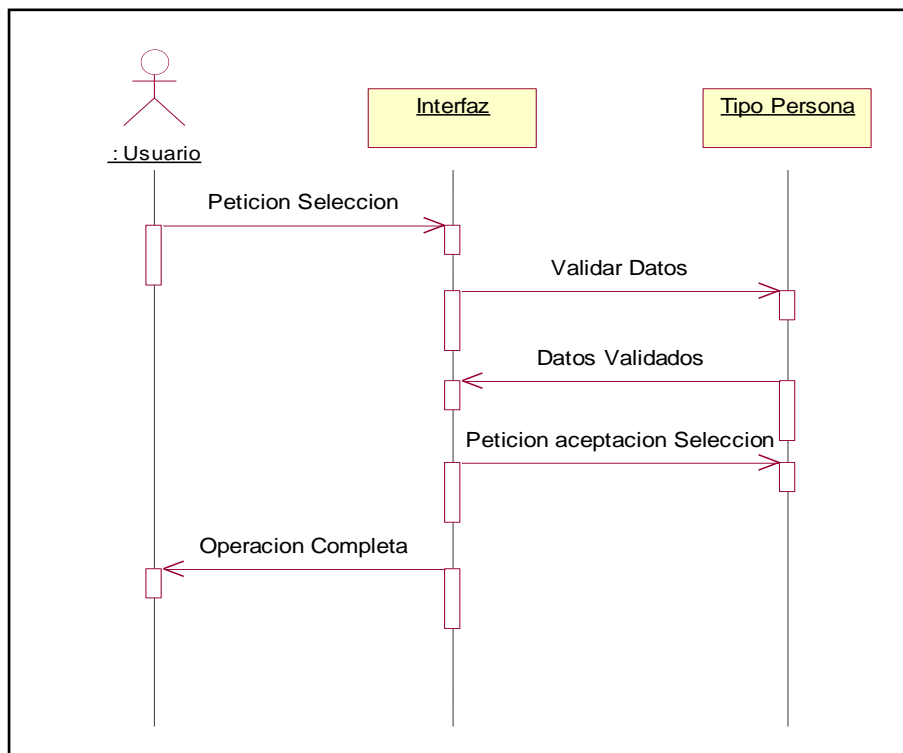 Interfaz
Tipo Persona
: Usuario
Peticion Seleccion
Validar Datos
Datos Validados
Peticion aceptacion Seleccion
Operacion Completa